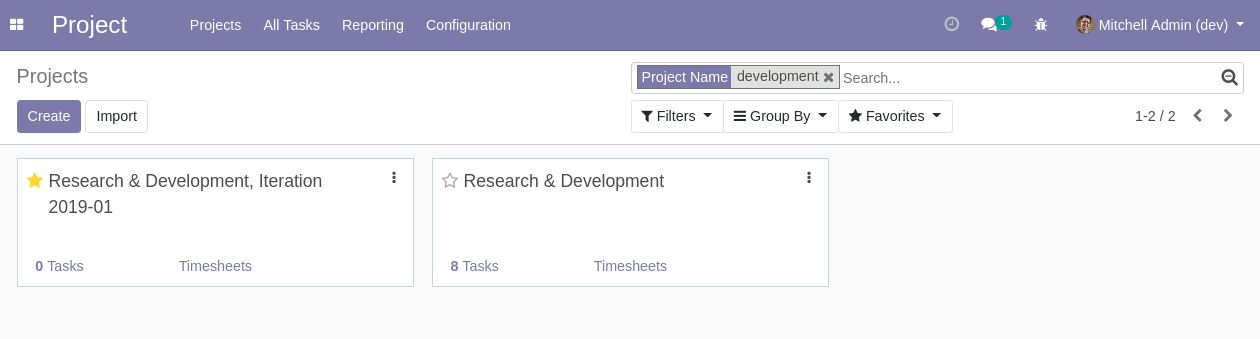 Project Projects All Tasks Reporting Configuration 1 Mitchell Admin (dev)
Projects
Project Name development Search...
Create Import Filters Group By Favorites 1-2 / 2
Research & Development, Iteration
2019-01
0 Tasks Timesheets
Research & Development
8 Tasks Timesheets